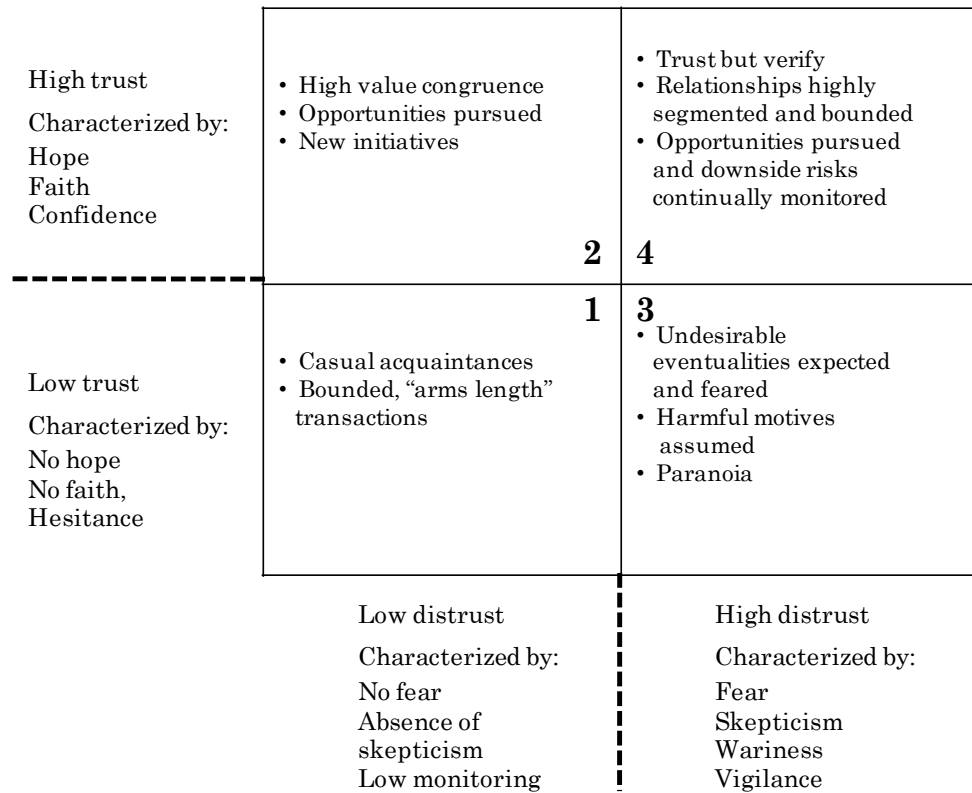 High trust
Characterized by:
Hope
Faith
Confidence
• High value congruence
• Opportunities pursued
• New initiatives
2
• Trust but verify
• Relationships highly
segmented and bounded
• Opportunities pursued
and downside risks
continually monitored
4
Low trust
Characterized by:
No hope
No faith,
Hesitance
1
• Casual acquaintances
• Bounded, “arms length”
transactions
3
• Undesirable
eventualities expected
and feared
• Harmful motives
assumed
• Paranoia
Low distrust
Characterized by:
No fear
Absence of
skepticism
Low monitoring
High distrust
Characterized by:
Fear
Skepticism
Wariness
Vigilance